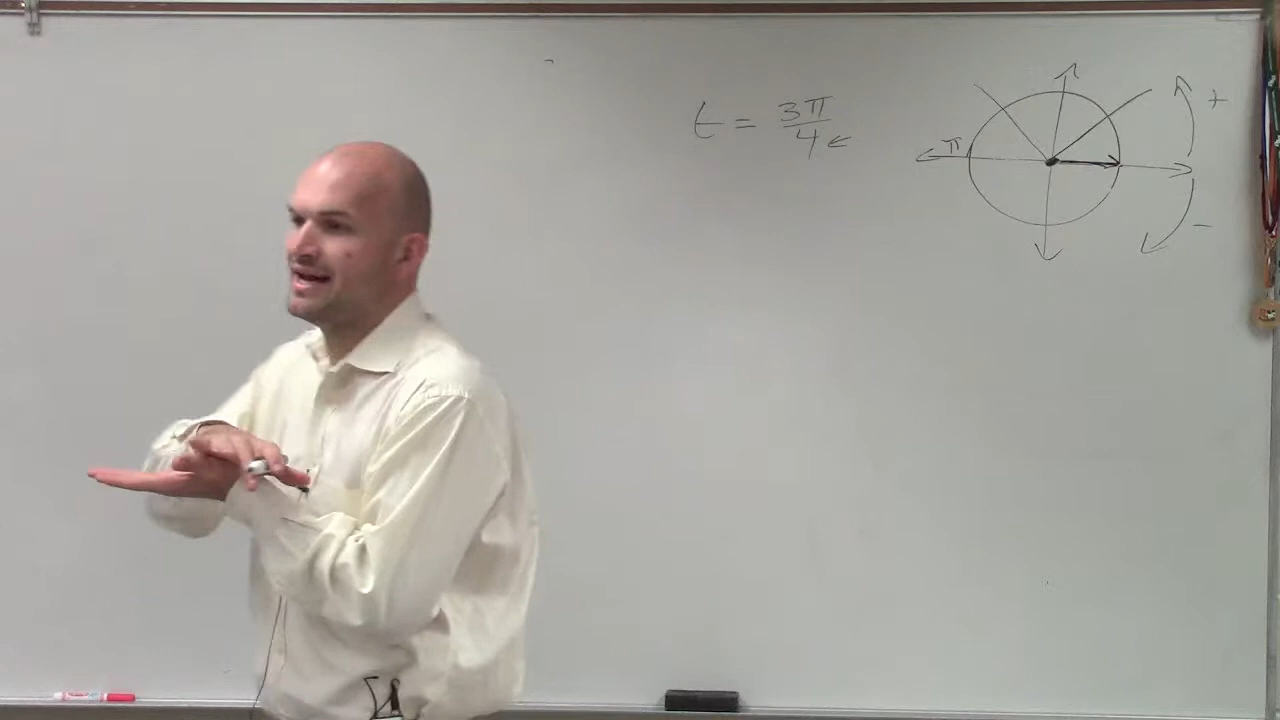 t = 3π/4
π
+
−